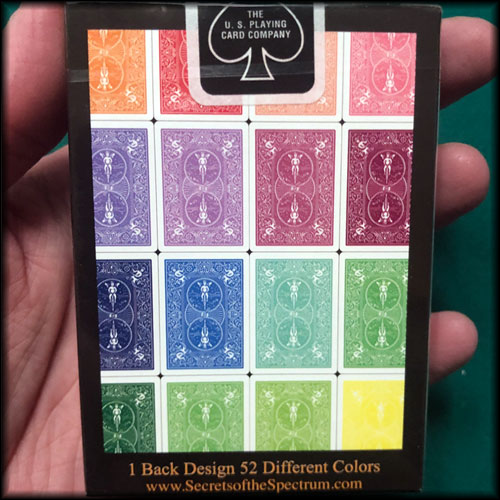 THE
U. S. PLAYING
CARD COMPANY
1 Back Design 52 Different Colors
www.SecretsoftheSpectrum.com